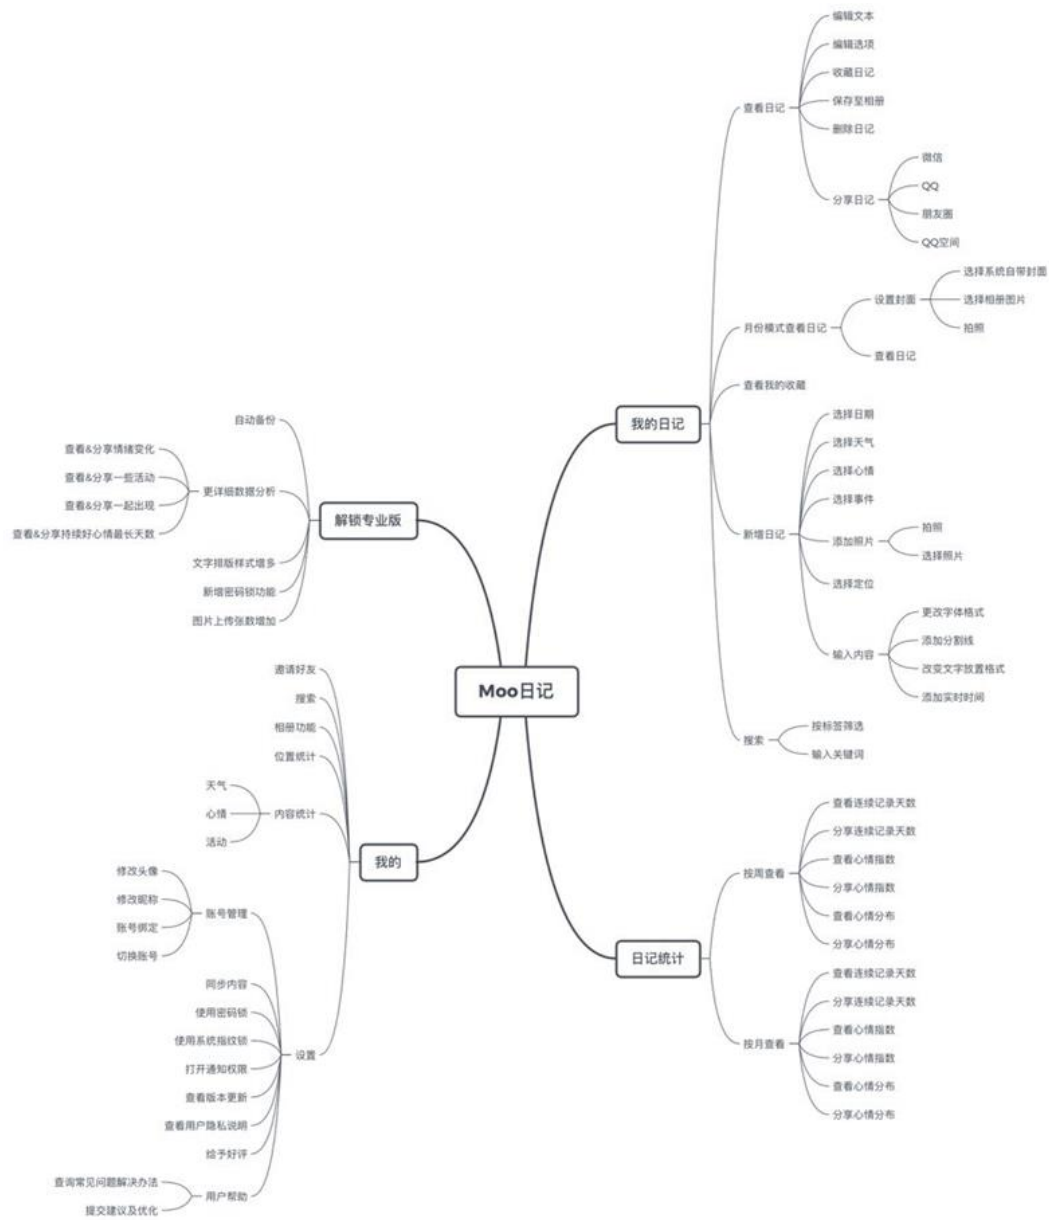 Moo日记
我的日记
查看日记
编辑文本
编辑选项
收藏日记
保存至相册
删除日记
分享日记
微信
QQ
朋友圈
QQ空间
月份模式查看日记
设置封面
选择系统自带封面
选择相册图片
拍照
查看日记
查看我的收藏
新增日记
选择日期
选择天气
选择心情
选择事件
添加照片
拍照
选择照片
选择定位
输入内容
更改字体格式
添加分割线
改变文字放置格式
添加实时时间
搜索
按标签筛选
输入关键词
日记统计
按周查看
查看连续记录天数
分享连续记录天数
查看心情指数
分享心情指数
查看心情分布
分享心情分布
按月查看
查看连续记录天数
分享连续记录天数
查看心情指数
分享心情指数
查看心情分布
分享心情分布
解锁专业版
自动备份
更详细数据分析
查看&分享情绪变化
查看&分享一些活动
查看&分享一起出现
查看&分享持续好心情最长天数
文字排版样式增多
新增密码锁功能
图片上传张数增加
我的
邀请好友
搜索
相册功能
位置统计
内容统计
天气
心情
活动
设置
账号管理
修改头像
修改昵称
账号绑定
切换账号
同步内容
使用密码锁
使用系统指纹锁
打开通知权限
查看版本更新
查看用户隐私说明
给予好评
用户帮助
查询常见问题解决办法
提交建议及优化